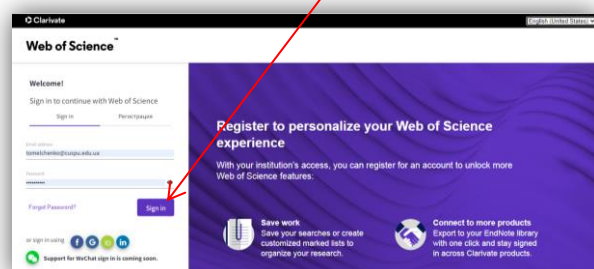 Clarivate
English (United States)
Web of Science™
Welcome!
Sign in to continue with Web of Science
Sign in
Регистрация
Email address
tomelchenko@cuspu.edu.ua
Password
Forgot Password?
Sign in
or sign in using
Support for WeChat sign in is coming soon.
Register to personalize your Web of Science
experience
With your institution's access, you can register for an account to unlock more
Web of Science features:
Save work
Save your searches or create
customized marked lists to
organize your research.
Connect to more products
Export to your EndNote library
with one click and stay signed
in across Clarivate products.